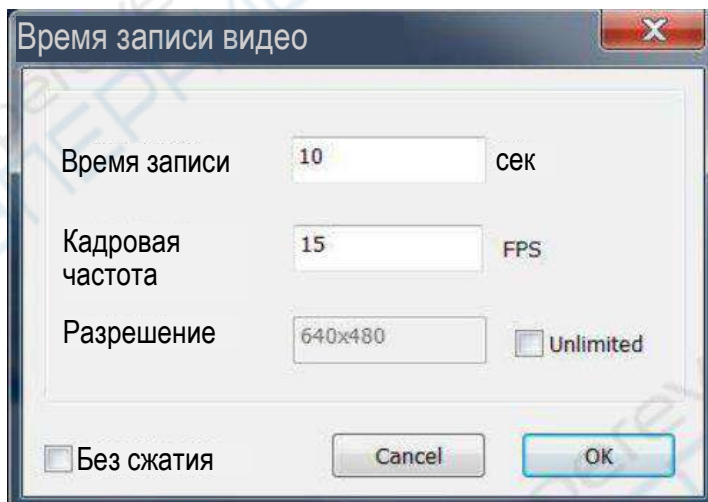 Время записи видео
Время записи 10 сек
Кадровая 15 FPS
частота
Разрешение 640x480 Unlimited
Без сжатия Cancel OK